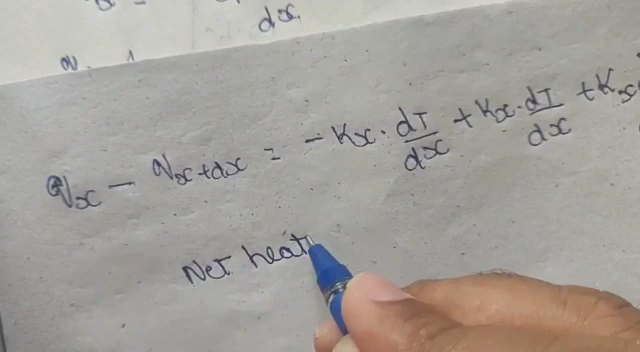 dx.
Qx - Qx+dx = - Kx . dT/dx + Kx . dT/dx + Kx
Net heat